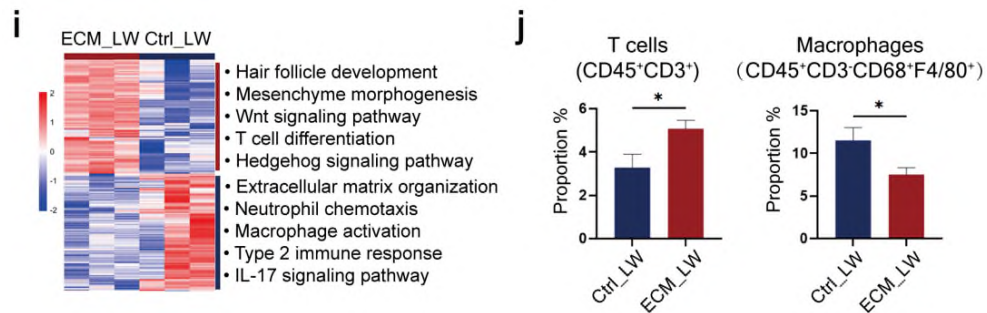 i
ECM_LW Ctrl_LW
2
1
0
-1
-2
• Hair follicle development
• Mesenchyme morphogenesis
• Wnt signaling pathway
• T cell differentiation
• Hedgehog signaling pathway
• Extracellular matrix organization
• Neutrophil chemotaxis
• Macrophage activation
• Type 2 immune response
• IL-17 signaling pathway
j
T cells
(CD45⁺CD3⁺)
Proportion %
6
4
2
0
*
Ctrl_LW
ECM_LW
Macrophages
(CD45⁺CD3⁻CD68⁺F4/80⁺)
Proportion %
15
10
5
0
*
Ctrl_LW
ECM_LW